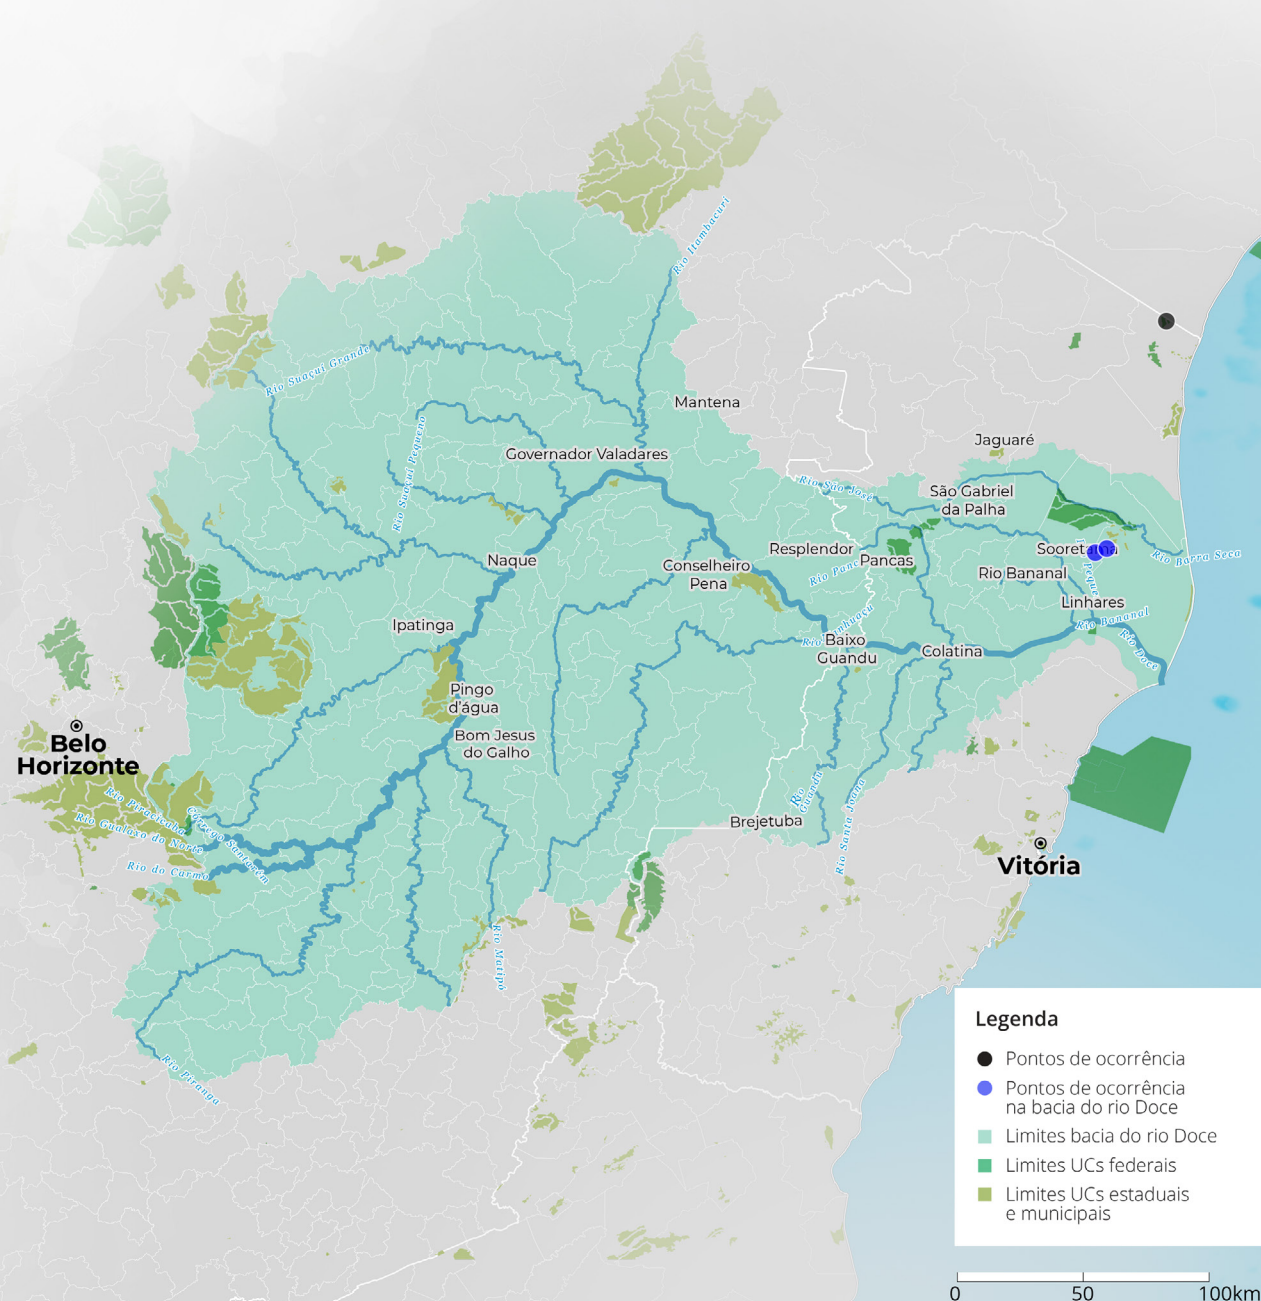 Rio Itambacuri
Rio Suaçuí Grande
Mantena
Rio Suaçuí Pequeno
Governador Valadares
Jaguaré
Rio São José
São Gabriel
da Palha
Naque
Conselheiro
Pena
Resplendor
Rio Panc
Pancas
Sooretama
Rio Barra Seca
Rio Bananal
Linhares
Rio Bananal
Rio Doce
Ipatinga
Baixo
Guandu
Colatina
Pingo
d'água
Bom Jesus
do Galho
Belo
Horizonte
Rio Piracicaba
Rio Gualaxo do Norte
Córrego Santarém
Rio do Carmo
Rio
Guandu
Rio Santa Joana
Brejetuba
Vitória
Rio Matipó
Rio Piranga
Legenda
Pontos de ocorrência
Pontos de ocorrência
na bacia do rio Doce
Limites bacia do rio Doce
Limites UCs federais
Limites UCs estaduais
e municipais
0 50 100km